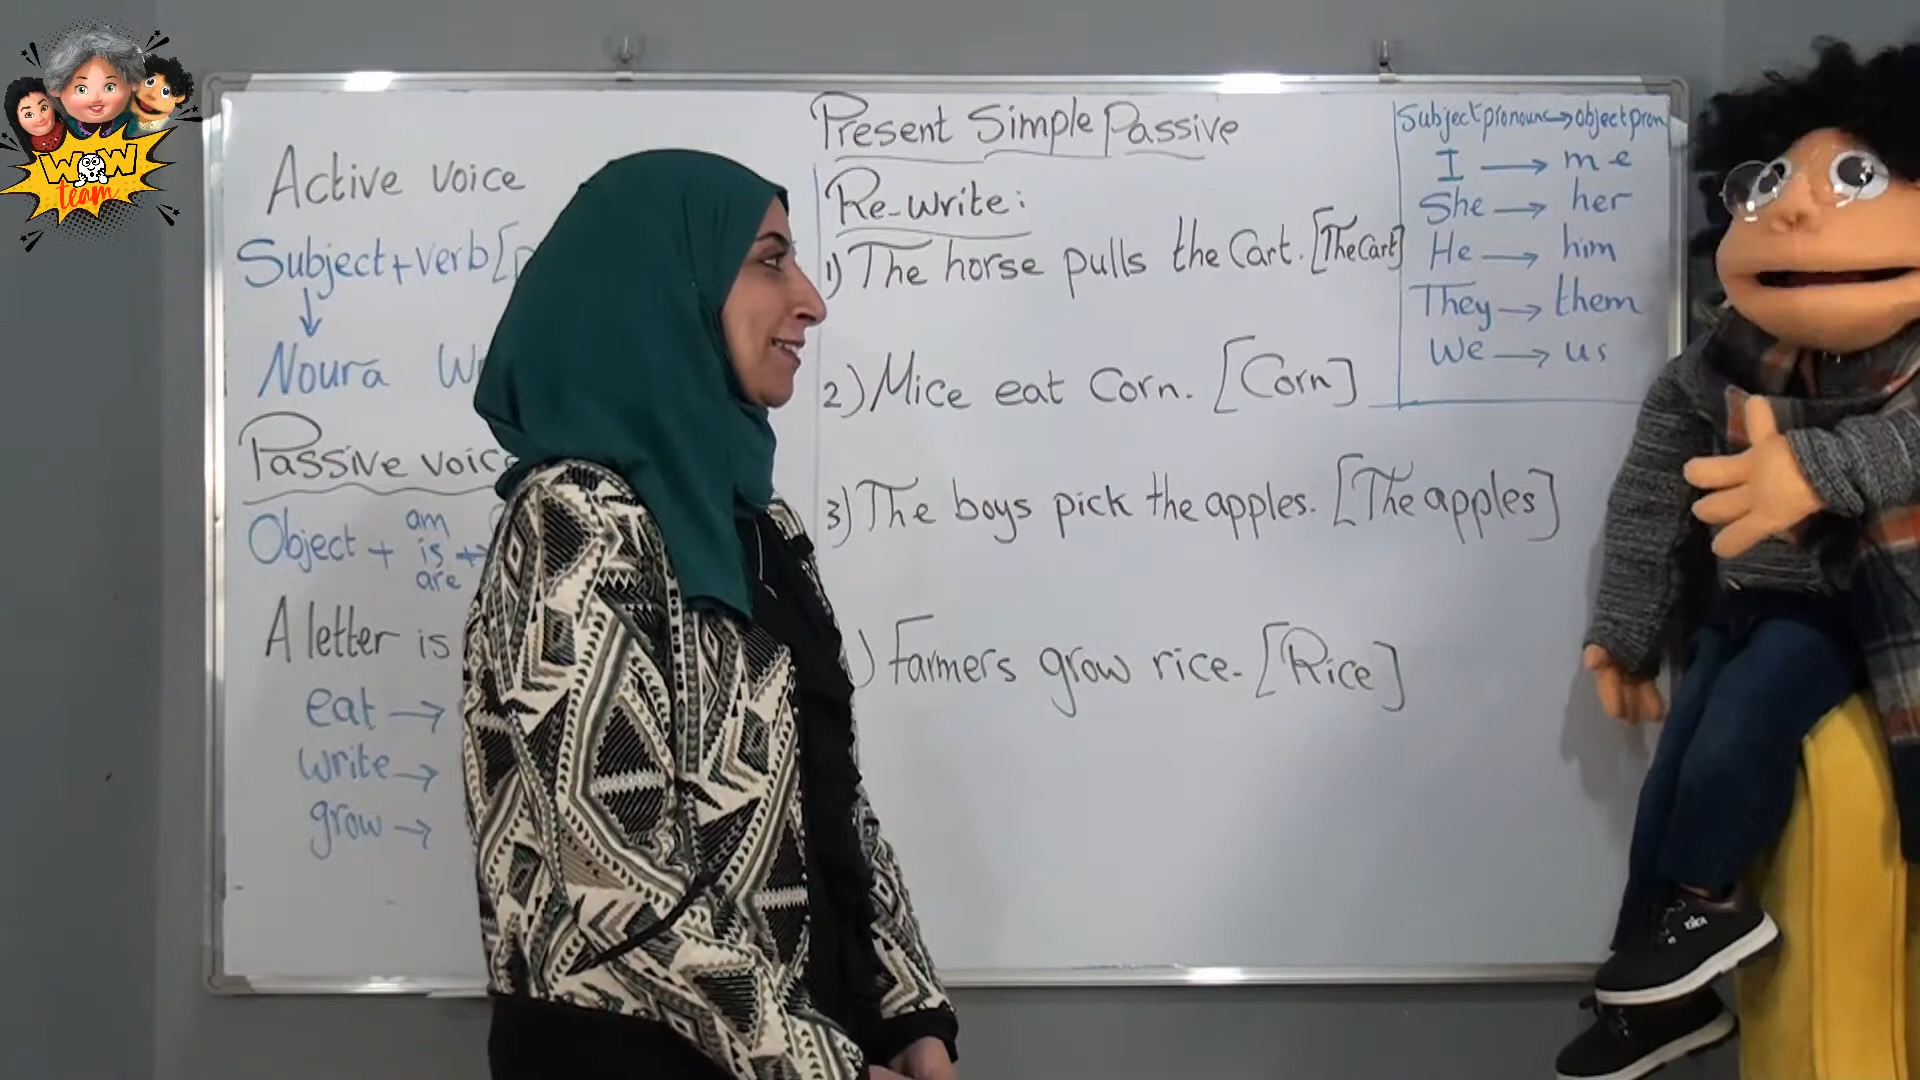 WOW
team
Active voice
Subject + verb [
Noura
Passive voice
Object + am
is +
are
A letter is
eat →
write →
grow →
Present Simple Passive
Re-write:
1) The horse pulls the Cart. [The Cart]
2) Mice eat Corn. [Corn]
3) The boys pick the apples. [The apples]
) Farmers grow rice. [Rice]
Subject pronouns → object pron
I → me
She → her
He → him
They → them
We → us